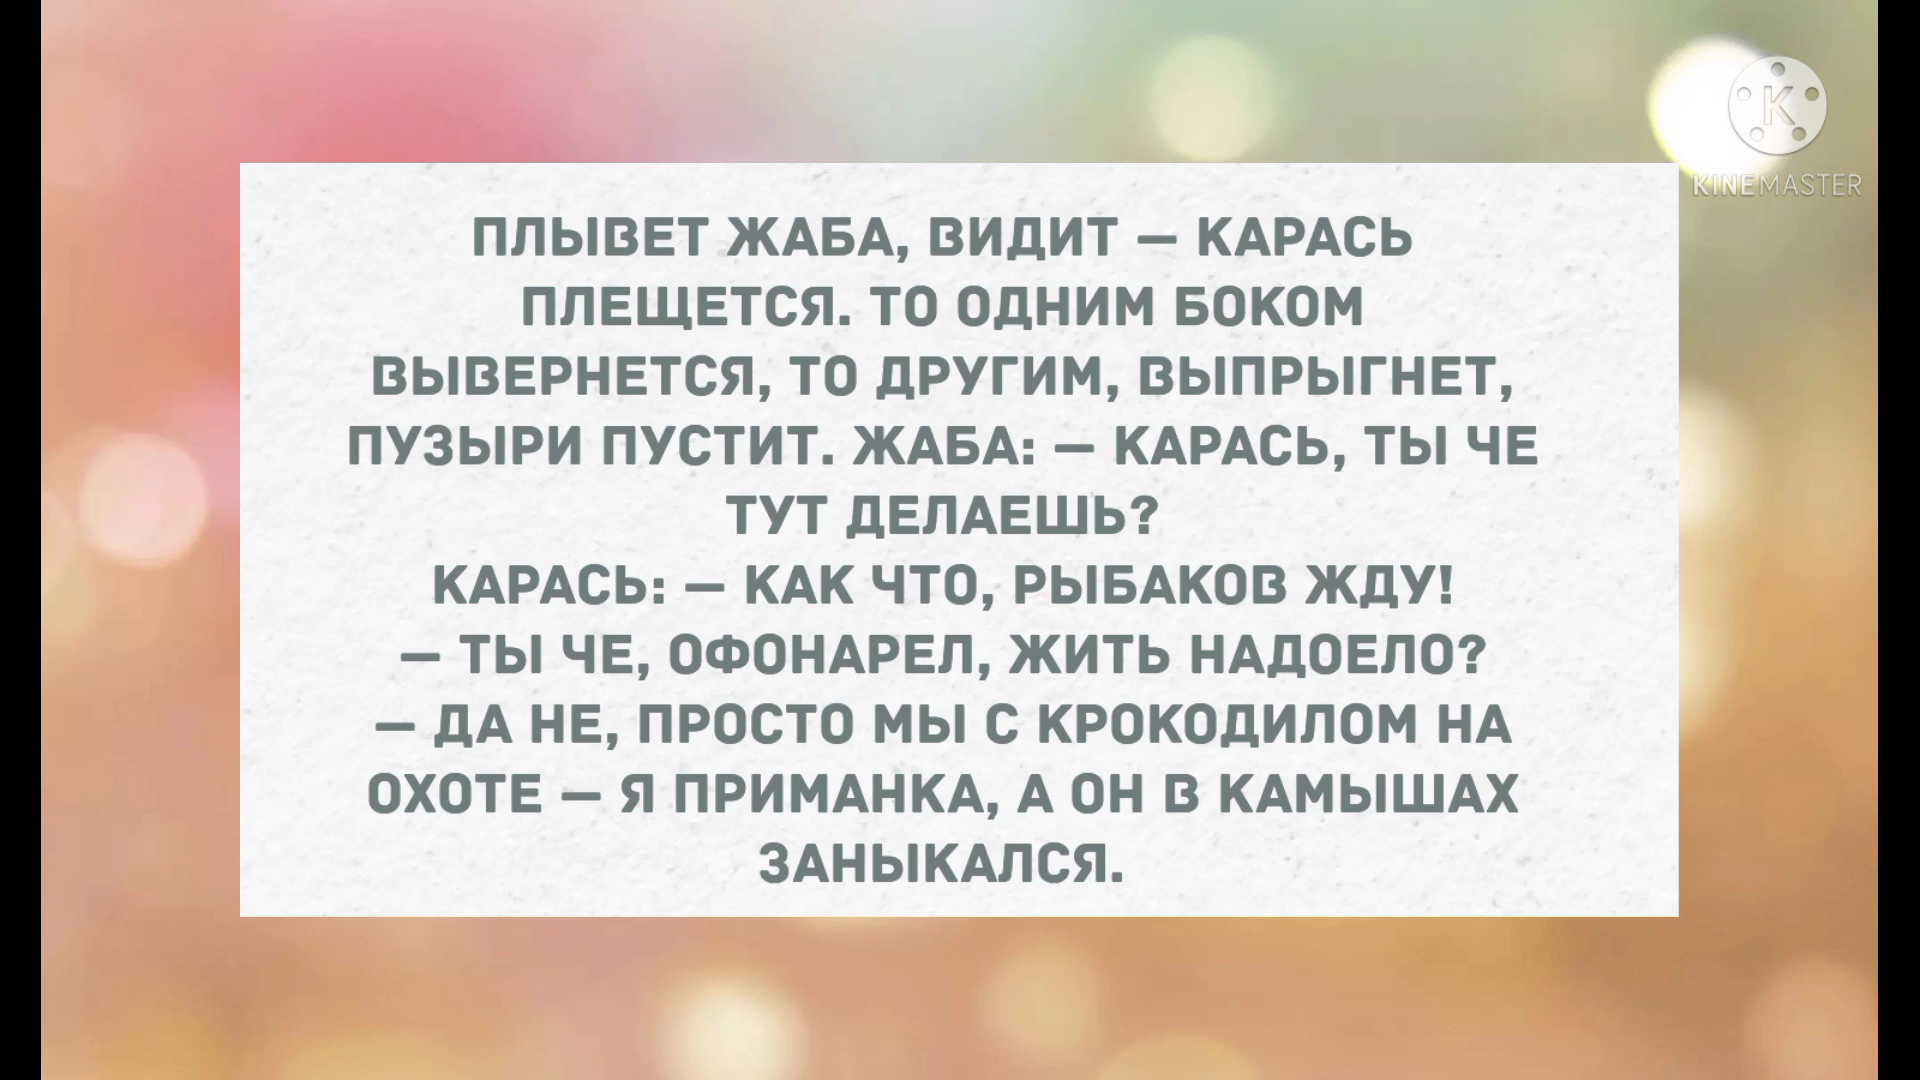 ПЛЫВЕТ ЖАБА, ВИДИТ — КАРАСЬ
ПЛЕЩЕТСЯ. ТО ОДНИМ БОКОМ
ВЫВЕРНЕТСЯ, ТО ДРУГИМ, ВЫПРЫГНЕТ,
ПУЗЫРИ ПУСТИТ. ЖАБА: — КАРАСЬ, ТЫ ЧЕ
ТУТ ДЕЛАЕШЬ?
КАРАСЬ: — КАК ЧТО, РЫБАКОВ ЖДУ!
— ТЫ ЧЕ, ОФОНАРЕЛ, ЖИТЬ НАДОЕЛО?
— ДА НЕ, ПРОСТО МЫ С КРОКОДИЛОМ НА
ОХОТЕ — Я ПРИМАНКА, А ОН В КАМЫШАХ
ЗАНЫКАЛСЯ.
K
KINEMASTER